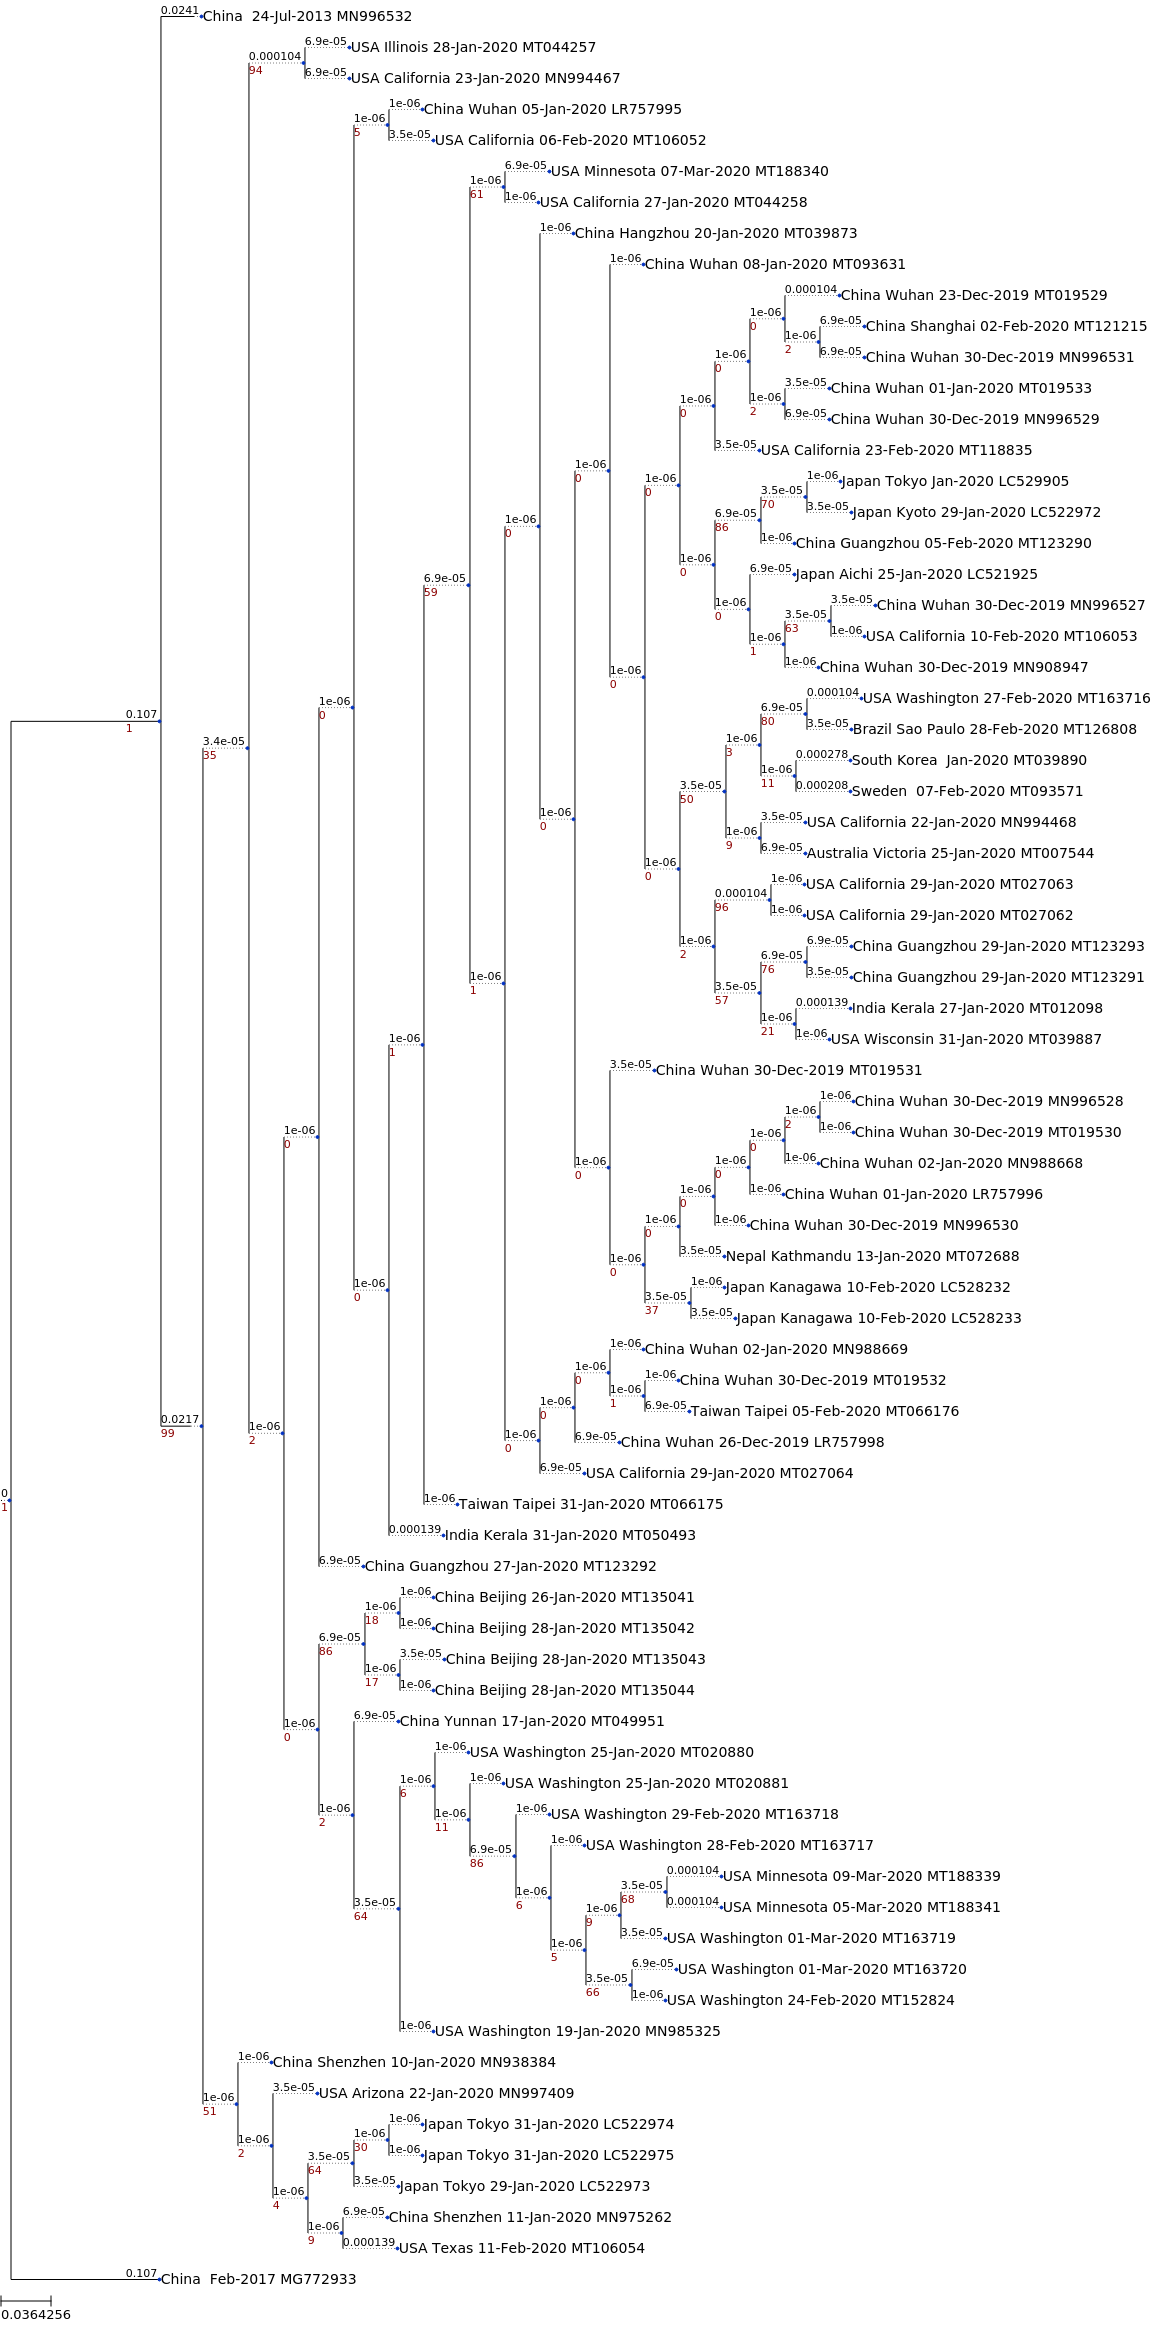 0.0241 China  24-Jul-2013 MN996532
6.9e-05 USA Illinois 28-Jan-2020 MT044257
0.000104
94
6.9e-05 USA California 23-Jan-2020 MN994467
1e-06 China Wuhan 05-Jan-2020 LR757995
1e-06
5
3.5e-05 USA California 06-Feb-2020 MT106052
6.9e-05 USA Minnesota 07-Mar-2020 MT188340
1e-06
61
1e-06 USA California 27-Jan-2020 MT044258
1e-06 China Hangzhou 20-Jan-2020 MT039873
1e-06 China Wuhan 08-Jan-2020 MT093631
0.000104 China Wuhan 23-Dec-2019 MT019529
1e-06
0
6.9e-05 China Shanghai 02-Feb-2020 MT121215
1e-06
2
6.9e-05 China Wuhan 30-Dec-2019 MN996531
1e-06
0
3.5e-05 China Wuhan 01-Jan-2020 MT019533
1e-06
2
6.9e-05 China Wuhan 30-Dec-2019 MN996529
1e-06
0
3.5e-05 USA California 23-Feb-2020 MT118835
1e-06
0
1e-06
0
1e-06 Japan Tokyo Jan-2020 LC529905
3.5e-05
70
3.5e-05 Japan Kyoto 29-Jan-2020 LC522972
6.9e-05
86
1e-06
0
1e-06 China Guangzhou 05-Feb-2020 MT123290
1e-06
0
6.9e-05 Japan Aichi 25-Jan-2020 LC521925
6.9e-05
59
1e-06
0
3.5e-05 China Wuhan 30-Dec-2019 MN996527
3.5e-05
63
1e-06 USA California 10-Feb-2020 MT106053
1e-06
1
1e-06 China Wuhan 30-Dec-2019 MN908947
1e-06
0
0.000104 USA Washington 27-Feb-2020 MT163716
1e-06
0
6.9e-05
80
0.107
1
3.5e-05 Brazil Sao Paulo 28-Feb-2020 MT126808
3.4e-05
35
1e-06
3
0.000278 South Korea  Jan-2020 MT039890
1e-06
11
0.000208 Sweden  07-Feb-2020 MT093571
3.5e-05
50
1e-06
0
3.5e-05 USA California 22-Jan-2020 MN994468
1e-06
9
6.9e-05 Australia Victoria 25-Jan-2020 MT007544
1e-06
0
1e-06 USA California 29-Jan-2020 MT027063
0.000104
96
1e-06 USA California 29-Jan-2020 MT027062
1e-06
2
6.9e-05 China Guangzhou 29-Jan-2020 MT123293
6.9e-05
76
3.5e-05 China Guangzhou 29-Jan-2020 MT123291
1e-06
1
3.5e-05
57
0.000139 India Kerala 27-Jan-2020 MT012098
1e-06
21
1e-06 USA Wisconsin 31-Jan-2020 MT039887
1e-06
1
3.5e-05 China Wuhan 30-Dec-2019 MT019531
1e-06 China Wuhan 30-Dec-2019 MN996528
1e-06
2
1e-06 China Wuhan 30-Dec-2019 MT019530
1e-06
0
1e-06
0
1e-06 China Wuhan 02-Jan-2020 MN988668
1e-06
0
1e-06
0
1e-06 China Wuhan 01-Jan-2020 LR757996
1e-06
0
1e-06 China Wuhan 30-Dec-2019 MN996530
1e-06
0
3.5e-05 Nepal Kathmandu 13-Jan-2020 MT072688
1e-06
0
1e-06 Japan Kanagawa 10-Feb-2020 LC528232
1e-06
0
3.5e-05
37
3.5e-05 Japan Kanagawa 10-Feb-2020 LC528233
1e-06 China Wuhan 02-Jan-2020 MN988669
1e-06
0
1e-06 China Wuhan 30-Dec-2019 MT019532
1e-06
1
6.9e-05 Taiwan Taipei 05-Feb-2020 MT066176
1e-06
0
0.0217
99
1e-06
2
1e-06
0
6.9e-05 China Wuhan 26-Dec-2019 LR757998
6.9e-05 USA California 29-Jan-2020 MT027064
0
1
1e-06 Taiwan Taipei 31-Jan-2020 MT066175
0.000139 India Kerala 31-Jan-2020 MT050493
6.9e-05 China Guangzhou 27-Jan-2020 MT123292
1e-06 China Beijing 26-Jan-2020 MT135041
1e-06
18
1e-06 China Beijing 28-Jan-2020 MT135042
6.9e-05
86
3.5e-05 China Beijing 28-Jan-2020 MT135043
1e-06
17
1e-06 China Beijing 28-Jan-2020 MT135044
6.9e-05 China Yunnan 17-Jan-2020 MT049951
1e-06
0
1e-06 USA Washington 25-Jan-2020 MT020880
1e-06
6
1e-06 USA Washington 25-Jan-2020 MT020881
1e-06
2
1e-06
11
1e-06 USA Washington 29-Feb-2020 MT163718
1e-06 USA Washington 28-Feb-2020 MT163717
6.9e-05
86
0.000104 USA Minnesota 09-Mar-2020 MT188339
3.5e-05
68
1e-06
6
0.000104 USA Minnesota 05-Mar-2020 MT188341
3.5e-05
64
1e-06
9
3.5e-05 USA Washington 01-Mar-2020 MT163719
1e-06
5
6.9e-05 USA Washington 01-Mar-2020 MT163720
3.5e-05
66
1e-06 USA Washington 24-Feb-2020 MT152824
1e-06 USA Washington 19-Jan-2020 MN985325
1e-06 China Shenzhen 10-Jan-2020 MN938384
3.5e-05 USA Arizona 22-Jan-2020 MN997409
1e-06
51
1e-06 Japan Tokyo 31-Jan-2020 LC522974
1e-06
30
1e-06
2
1e-06 Japan Tokyo 31-Jan-2020 LC522975
3.5e-05
64
3.5e-05 Japan Tokyo 29-Jan-2020 LC522973
1e-06
4
6.9e-05 China Shenzhen 11-Jan-2020 MN975262
1e-06
9
0.000139 USA Texas 11-Feb-2020 MT106054
0.107 China  Feb-2017 MG772933
0.0364256